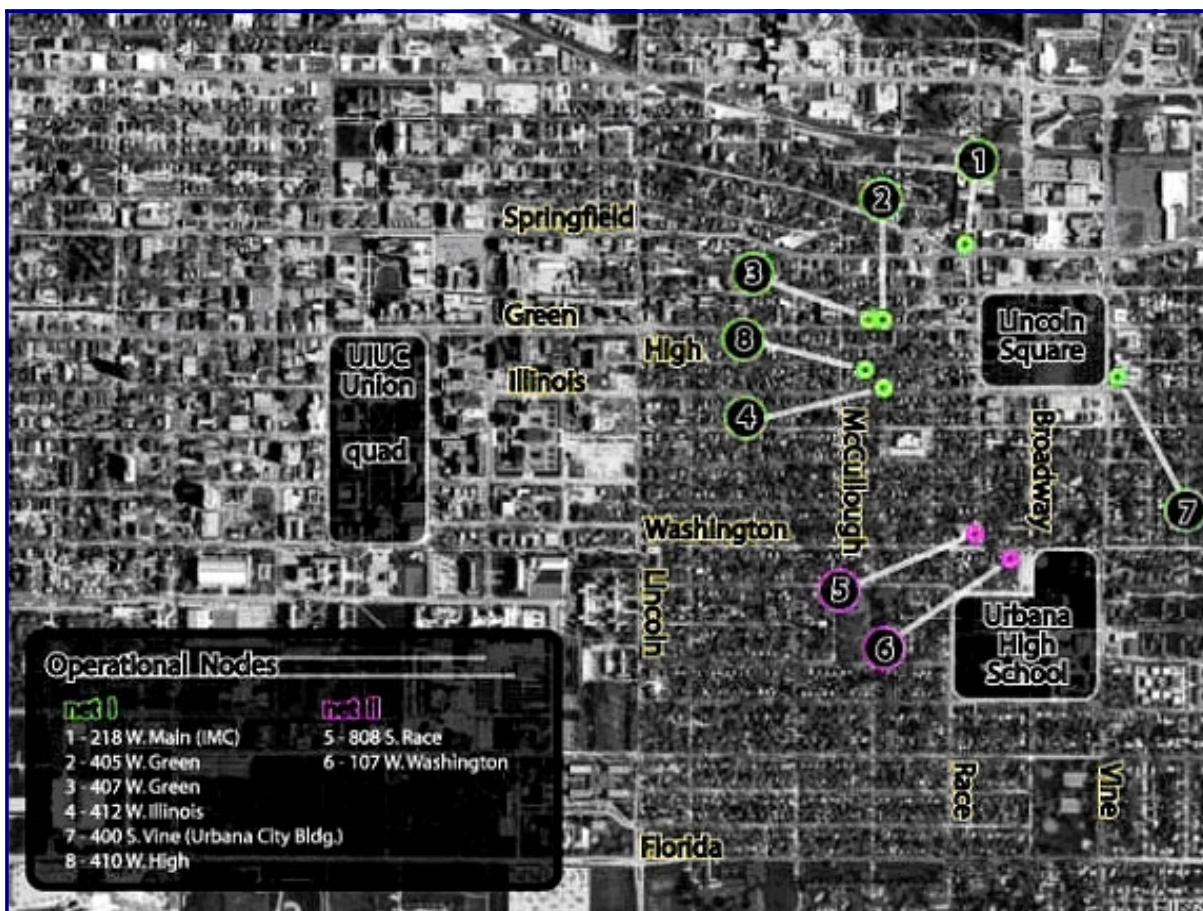 1
2
Springfield
3
Green
Lincoln
Square
8
High
UIUC
Union
Illinois
4
McCullough
Broadway
quad
7
Washington
5
Lincoln
Urbana
High
School
6
Operational Nodes
net I
1 - 218 W. Main (IMC)
2 - 405 W. Green
3 - 407 W. Green
4 - 412 W. Illinois
7 - 400 S. Vine (Urbana City Bldg.)
8 - 410 W. High
net II
5 - 808 S. Race
6 - 107 W. Washington
Race
Vine
Florida